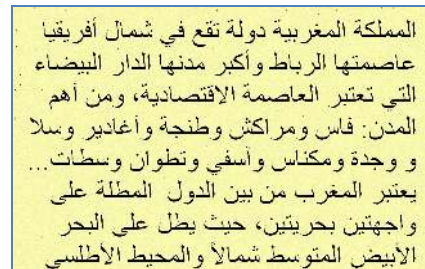 المملكة المغربية دولة تقع في شمال أفريقيا
عاصمتها الرباط وأكبر مدنها الدار البيضاء
التي تعتبر العاصمة الاقتصادية، ومن أهم
المدن: فاس ومراكش وطنجة وأغادير وسلا
و وجدة ومكناس وأسفي وتطوان وسطات...
يعتبر المغرب من بين الدول المطلة على
واجهتين بحريتين، حيث يطل على البحر
الأبيض المتوسط شمالاً والمحيط الأطلسي